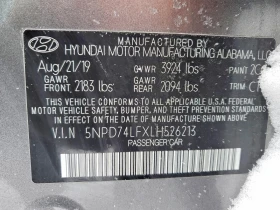 HYUNDAI MOTOR MANUFACTURING ALABAMA, LLC
Aug/21/19 GVWR 3924 lbs
GAWR FRONT 2183 lbs GAWR REAR 2094 lbs TRIM
THIS VEHICLE CONFORMS TO ALL APPLICABLE
FEDERAL MOTOR VEHICLE SAFETY, BUMPER, AND
THEFT PREVENTION STANDARDS IN EFFECT ON
THE DATE OF MANUFACTURE SHOWN ABOVE.
V.I.N 5NPD74LFXLH526213
PASSENGER CAR